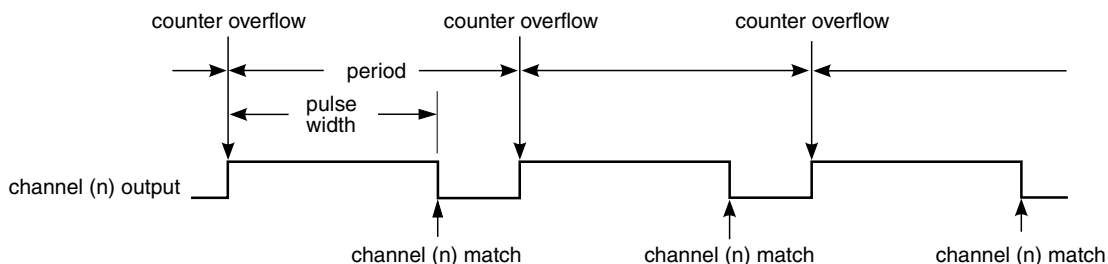 counter overflow
counter overflow
counter overflow
period
pulse
width
channel (n) output
channel (n) match
channel (n) match
channel (n) match